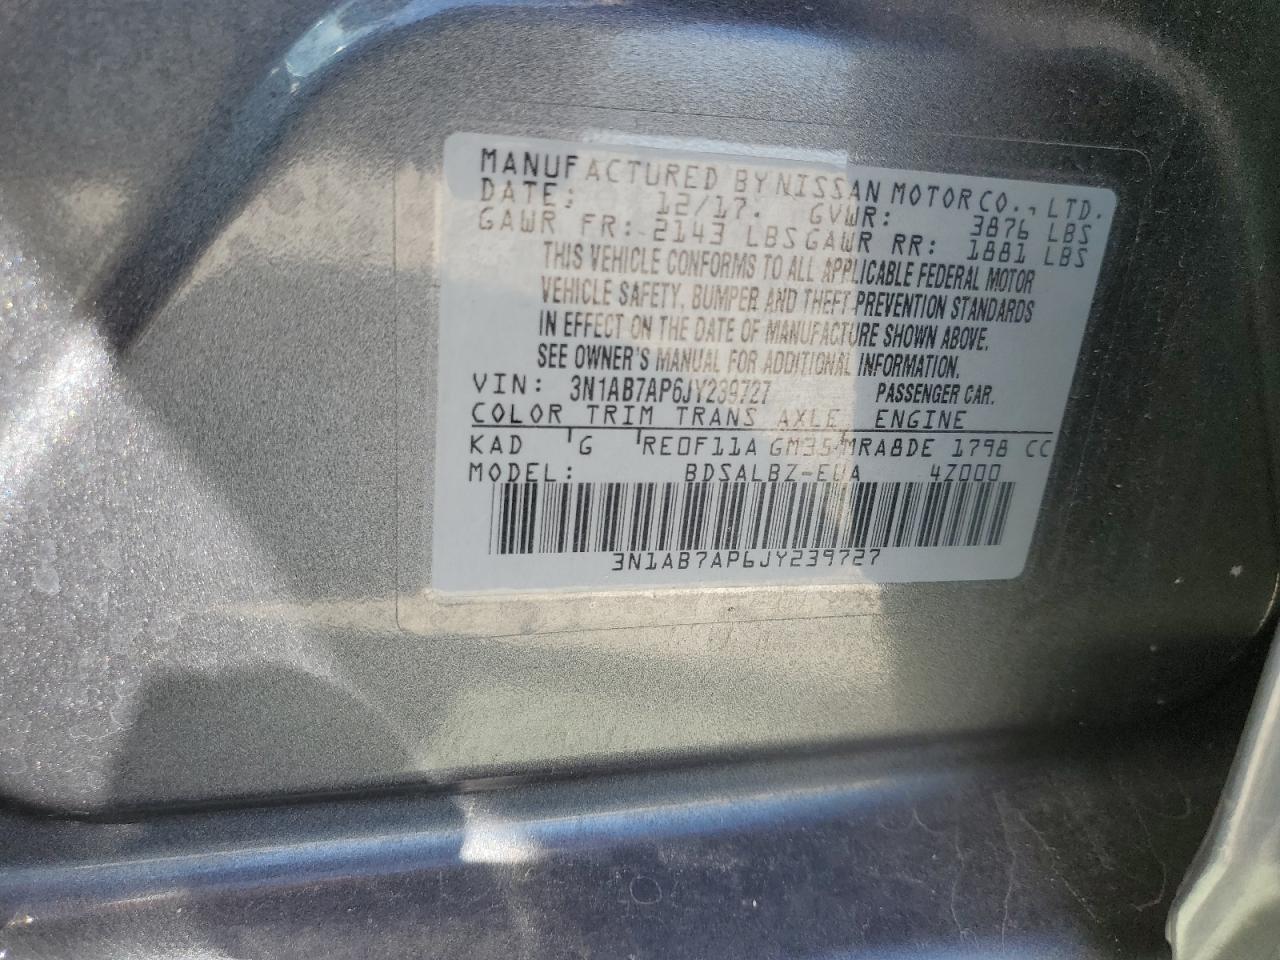 MANUFACTURED BY NISSAN MOTOR CO., LTD.
DATE: 12/17. GVWR: 3876 LBS
GAWR FR: 2143 LBS GAWR RR: 1881 LBS
THIS VEHICLE CONFORMS TO ALL APPLICABLE FEDERAL MOTOR
VEHICLE SAFETY, BUMPER AND THEFT PREVENTION STANDARDS
IN EFFECT ON THE DATE OF MANUFACTURE SHOWN ABOVE.
SEE OWNER'S MANUAL FOR ADDITIONAL INFORMATION.
VIN: 3N1AB7AP6JY239727 PASSENGER CAR.
COLOR TRIM TRANS AXLE ENGINE
KAD G RE0F11A GM35 MRA8DE 1798 CC
MODEL: BDSALBZ-EUA 4Z000
3N1AB7AP6JY239727